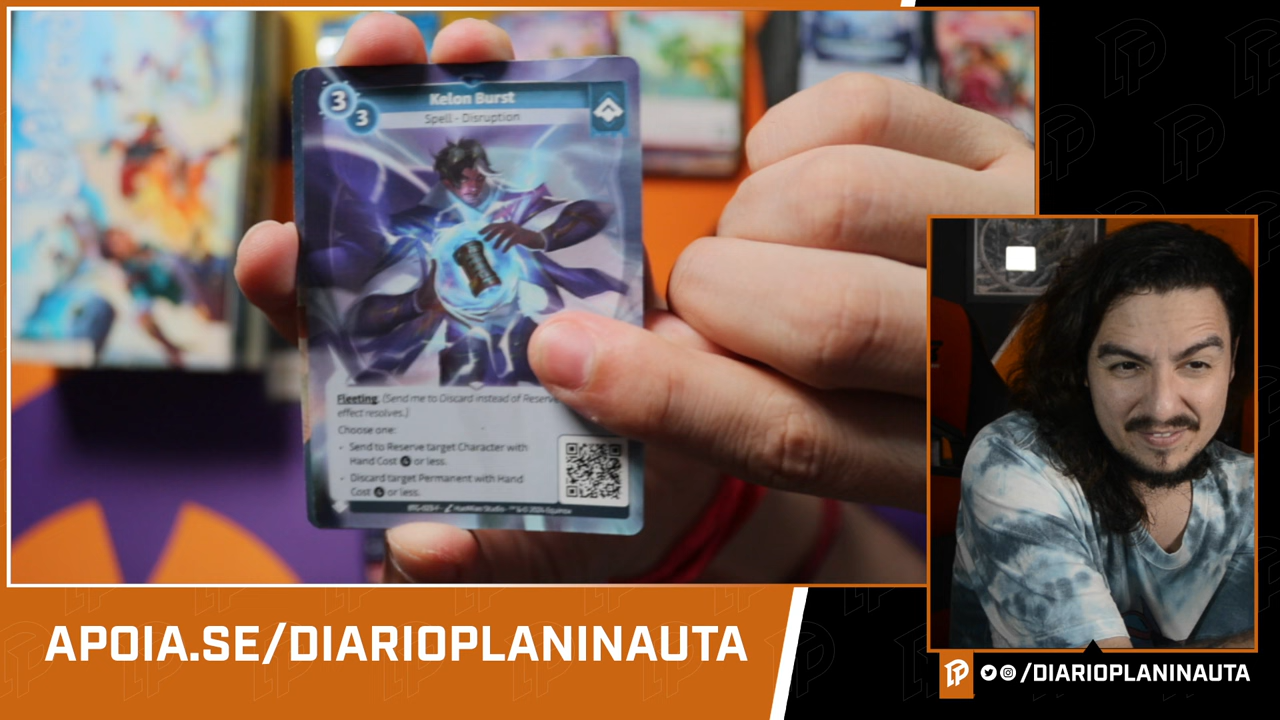 3
3
Kelon Burst
Spell - Disruption
Fleeting. (Send me to Discard instead of Reserve
effect resolves.)
Choose one:
• Send to Reserve target Character with
Hand Cost or less.
• Discard target Permanent with Hand
Cost or less.
APOIA.SE/DIARIOPLANINAUTA
/DIARIOPLANINAUTA